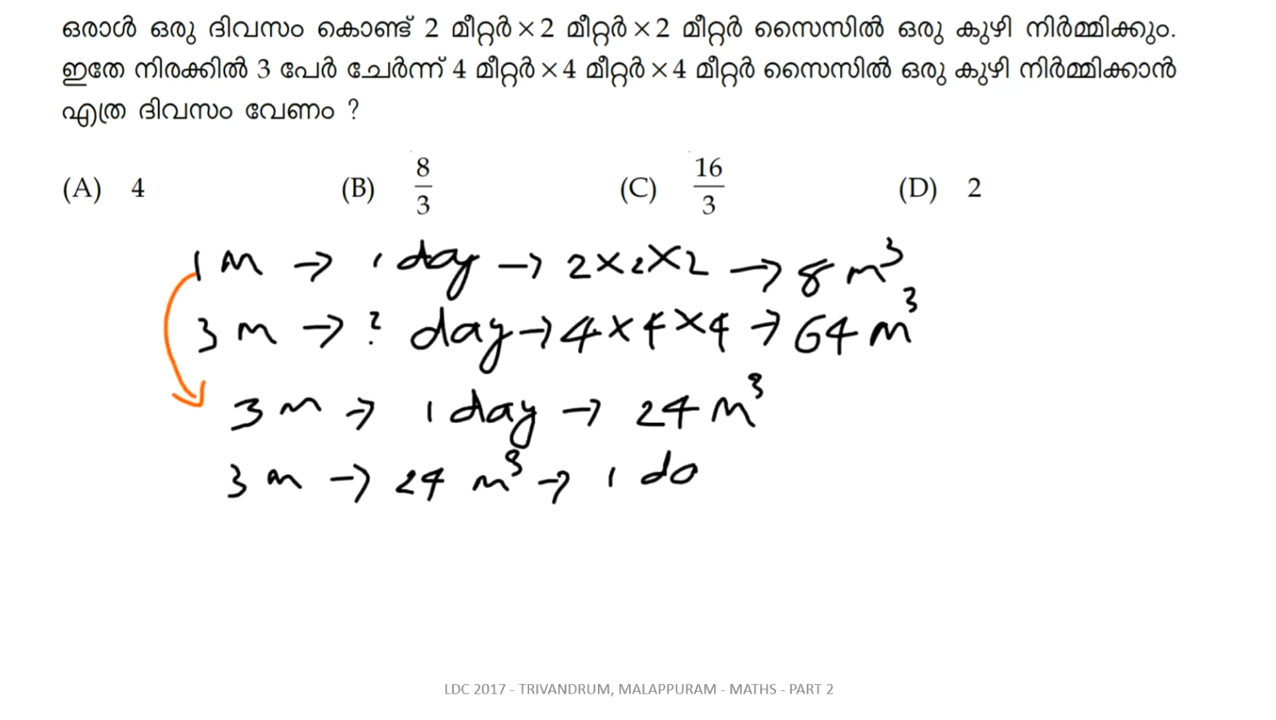 ഒരാൾ ഒരു ദിവസം കൊണ്ട് 2 മീറ്റർ × 2 മീറ്റർ × 2 മീറ്റർ സൈസിൽ ഒരു കുഴി നിർമ്മിക്കും.
ഇതേ നിരക്കിൽ 3 പേർ ചേർന്ന് 4 മീറ്റർ × 4 മീറ്റർ × 4 മീറ്റർ സൈസിൽ ഒരു കുഴി നിർമ്മിക്കാൻ
എത്ര ദിവസം വേണം ?
(A) 4 (B) 8/3 (C) 16/3 (D) 2
1 m → 1 day → 2×2×2 → 8 m³
3 m → ? day → 4×4×4 → 64 m³
3 m → 1 day → 24 m³
3 m → 24 m³ → 1 da
LDC 2017 - TRIVANDRUM, MALAPPURAM - MATHS - PART 2